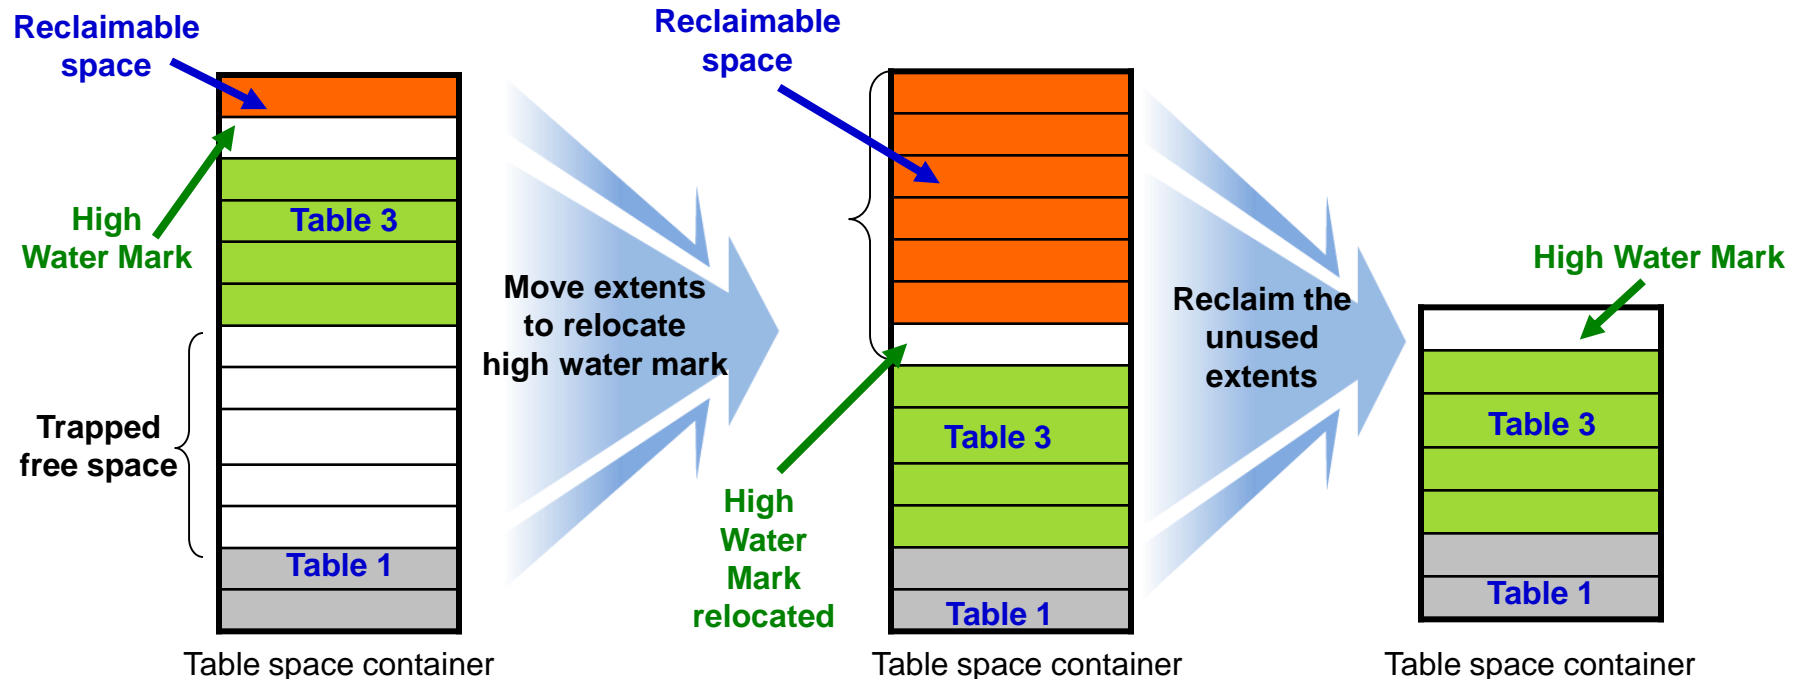 Reclaimable
space
High
Water Mark
Table 3
Trapped
free space
Table 1
Table space container
Move extents
to relocate
high water mark
Reclaimable
space
Table 3
High
Water
Mark
relocated
Table 1
Table space container
Reclaim the
unused
extents
High Water Mark
Table 3
Table 1
Table space container